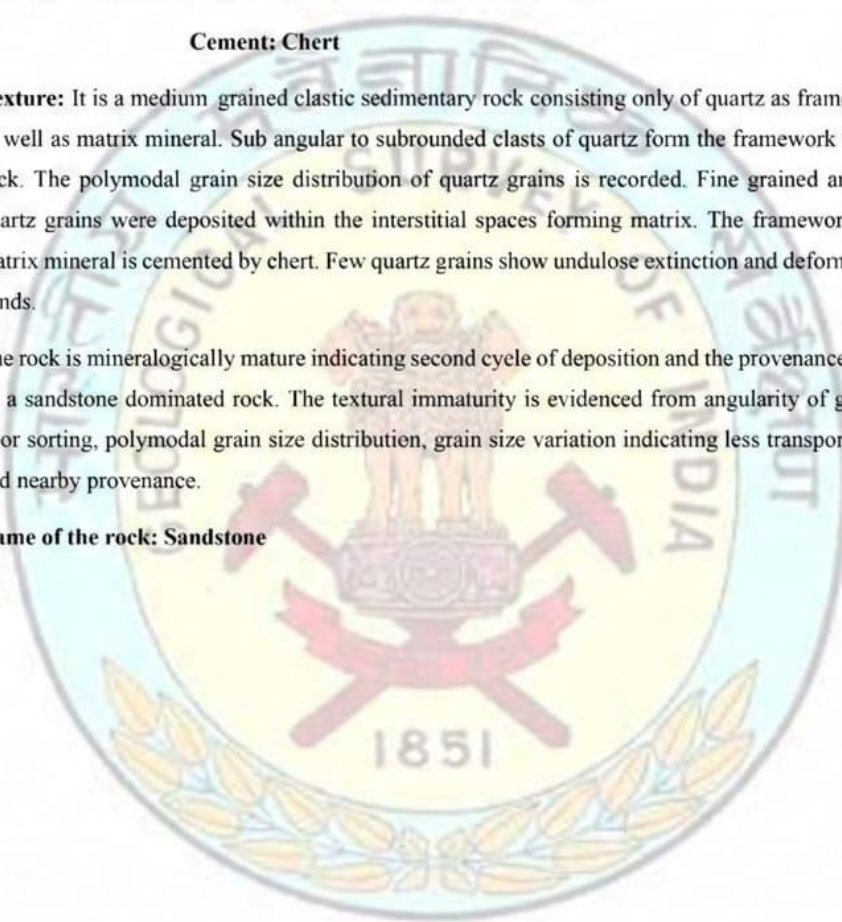 Cement: Chert
exture: It is a medium grained clastic sedimentary rock consisting only of quartz as fram
well as matrix mineral. Sub angular to subrounded clasts of quartz form the framework
ck. The polymodal grain size distribution of quartz grains is recorded. Fine grained a
artz grains were deposited within the interstitial spaces forming matrix. The framewor
atrix mineral is cemented by chert. Few quartz grains show undulose extinction and defor
nds.
e rock is mineralogically mature indicating second cycle of deposition and the provenance
a sandstone dominated rock. The textural immaturity is evidenced from angularity of g
or sorting, polymodal grain size distribution, grain size variation indicating less transpor
d nearby provenance.
ame of the rock: Sandstone
GEOLOGICAL SURVEY OF INDIA
1851